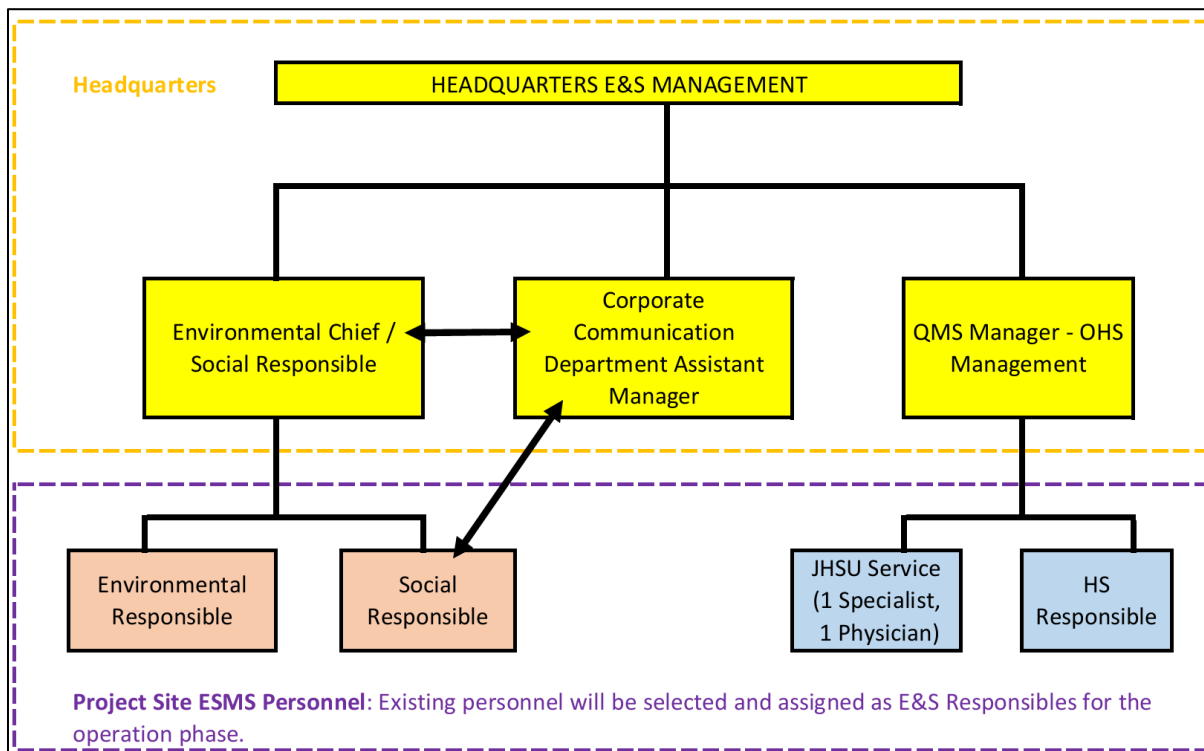 Headquarters
HEADQUARTERS E&S MANAGEMENT
Environmental Chief /
Social Responsible
Corporate
Communication
Department Assistant
Manager
QMS Manager - OHS
Management
Environmental
Responsible
Social
Responsible
JHSU Service
(1 Specialist,
1 Physician)
HS
Responsible
Project Site ESMS Personnel: Existing personnel will be selected and assigned as E&S Responsibles for the
operation phase.